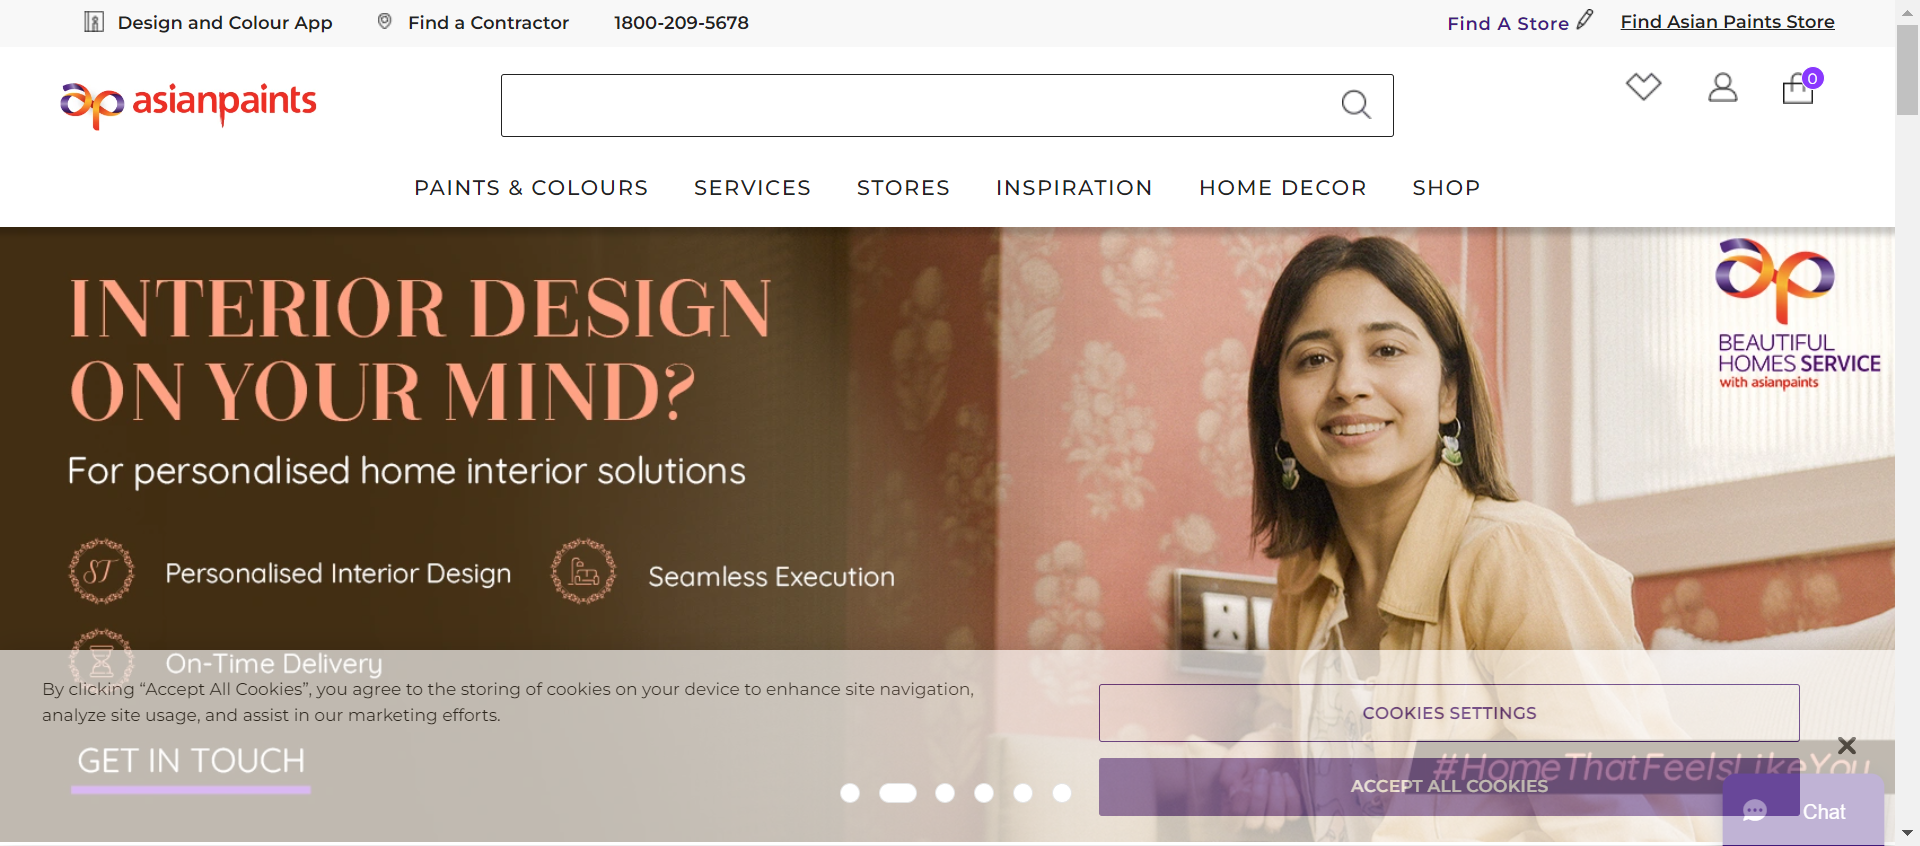 Design and Colour App
Find a Contractor
1800-209-5678
Find A Store
Find Asian Paints Store
asianpaints
0
PAINTS & COLOURS
SERVICES
STORES
INSPIRATION
HOME DECOR
SHOP
INTERIOR DESIGN
ON YOUR MIND?
For personalised home interior solutions
ST
Personalised Interior Design
Seamless Execution
On-Time Delivery
BEAUTIFUL
HOMES SERVICE
with asianpaints
By clicking “Accept All Cookies”, you agree to the storing of cookies on your device to enhance site navigation,
analyze site usage, and assist in our marketing efforts.
COOKIES SETTINGS
ACCEPT ALL COOKIES
GET IN TOUCH
#HomeThatFeelsLikeYou
Chat